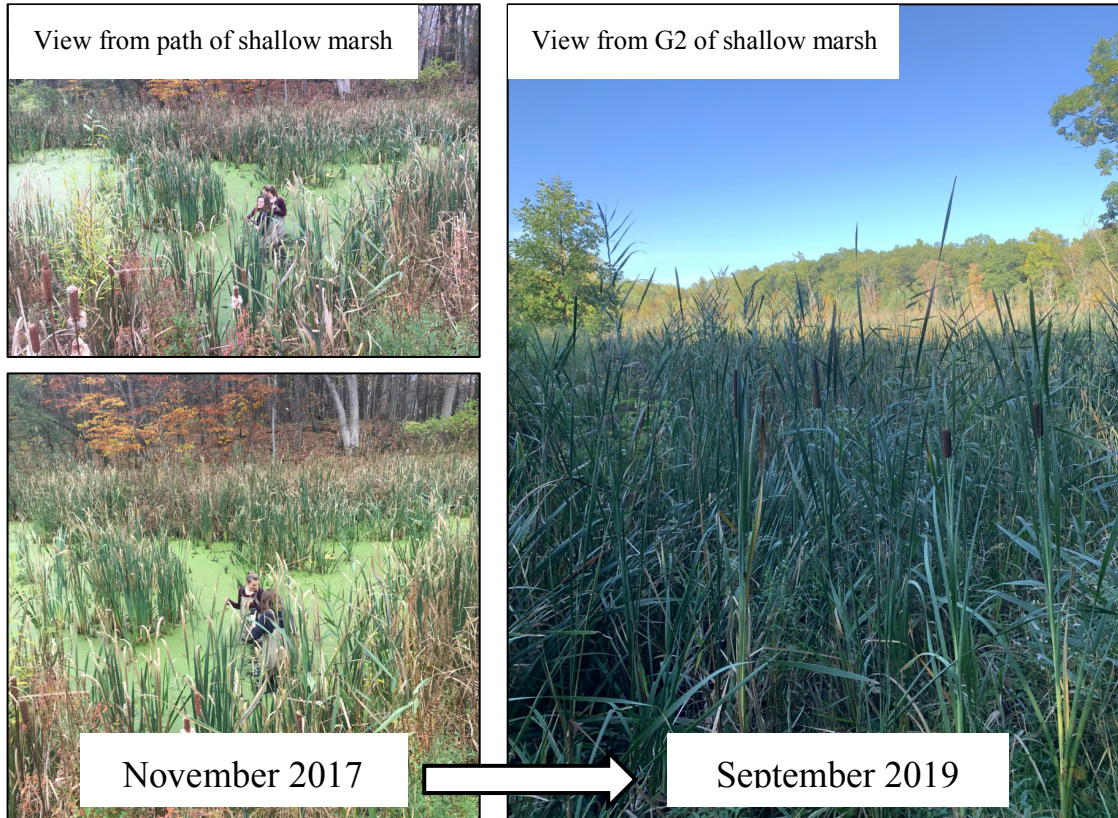 View from path of shallow marsh
View from G2 of shallow marsh
November 2017
September 2019